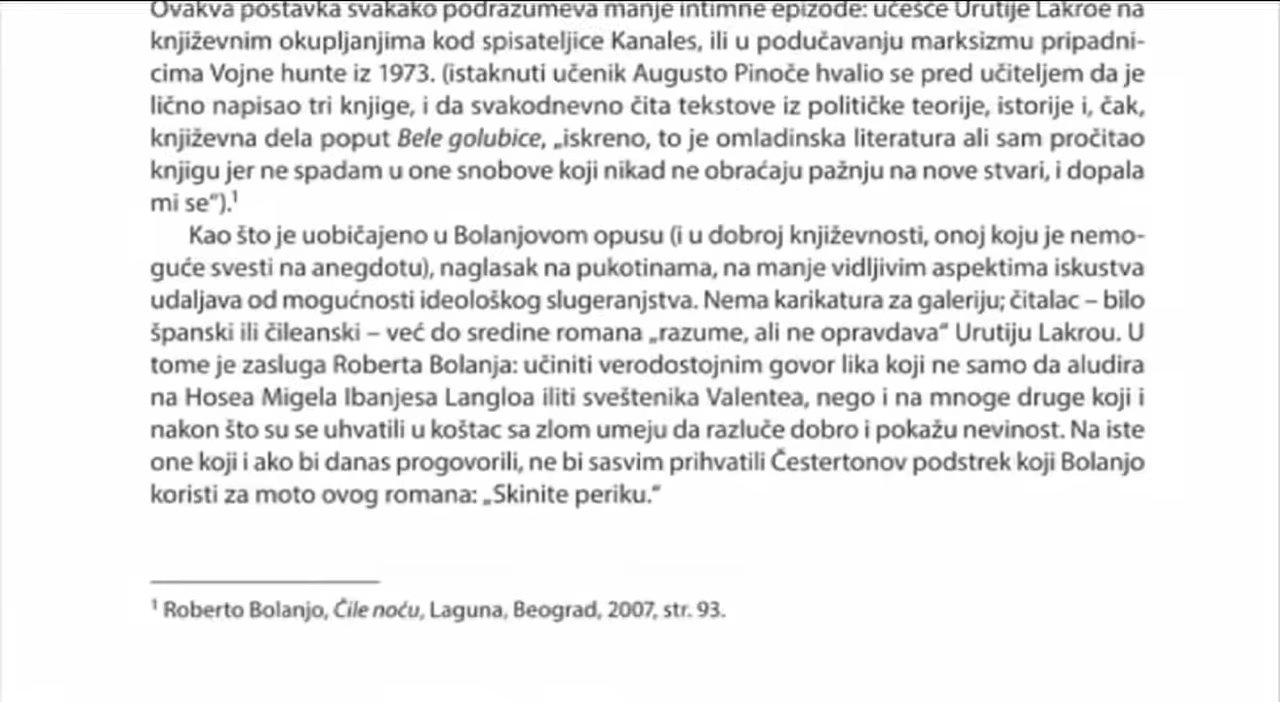 Ovakva postavka svakako podrazumeva manje intimne epizode: učešće Urutije Lakroe na
književnim okupljanjima kod spisateljice Kanales, ili u podučavanju marksizmu pripadni-
cima Vojne hunte iz 1973. (istaknuti učenik Augusto Pinoče hvalio se pred učiteljem da je
lično napisao tri knjige, i da svakodnevno čita tekstove iz političke teorije, istorije i, čak,
književna dela poput Bele golubice, „iskreno, to je omladinska literatura ali sam pročitao
knjigu jer ne spadam u one snobove koji nikad ne obraćaju pažnju na nove stvari, i dopala
mi se“).¹
Kao što je uobičajeno u Bolanjovom opusu (i u dobroj književnosti, onoj koju je nemo-
guće svesti na anegdotu), naglasak na pukotinama, na manje vidljivim aspektima iskustva
udaljava od mogućnosti ideološkog slugeranjstva. Nema karikatura za galeriju; čitalac – bilo
španski ili čileanski – već do sredine romana „razume, ali ne opravdava“ Urutiju Lakrou. U
tome je zasluga Roberta Bolanja: učiniti verodostojnim govor lika koji ne samo da aludira
na Hosea Migela Ibanjesa Langloa iliti sveštenika Valentea, nego i na mnoge druge koji i
nakon što su se uhvatili u koštac sa zlom umeju da razluče dobro i pokažu nevinost. Na iste
one koji i ako bi danas progovorili, ne bi sasvim prihvatili Čestertonov podstrek koji Bolanjo
koristi za moto ovog romana: „Skinite periku.“
¹ Roberto Bolanjo, Čile noću, Laguna, Beograd, 2007, str. 93.